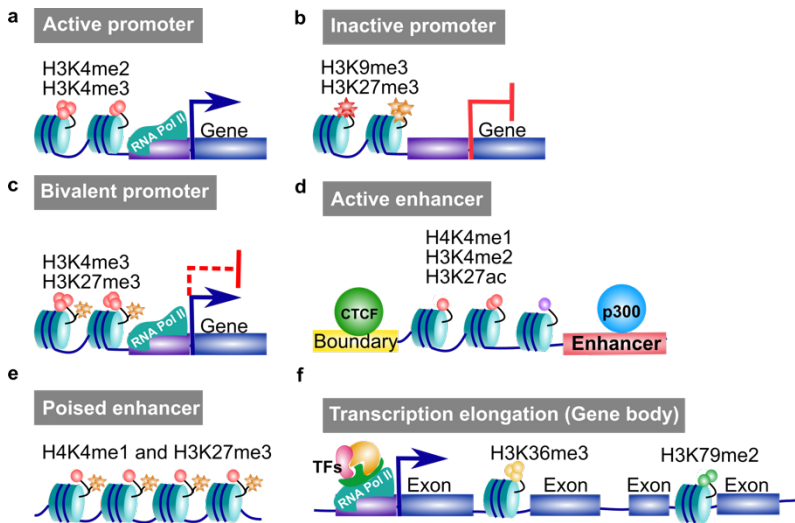 a
Active promoter
H3K4me2
H3K4me3
RNA Pol II
Gene
b
Inactive promoter
H3K9me3
H3K27me3
Gene
c
Bivalent promoter
H3K4me3
H3K27me3
RNA Pol II
Gene
d
Active enhancer
H4K4me1
H3K4me2
H3K27ac
CTCF
Boundary
p300
Enhancer
e
Poised enhancer
H4K4me1 and H3K27me3
f
Transcription elongation (Gene body)
TFs
RNA Pol II
Exon
H3K36me3
Exon
Exon
H3K79me2
Exon